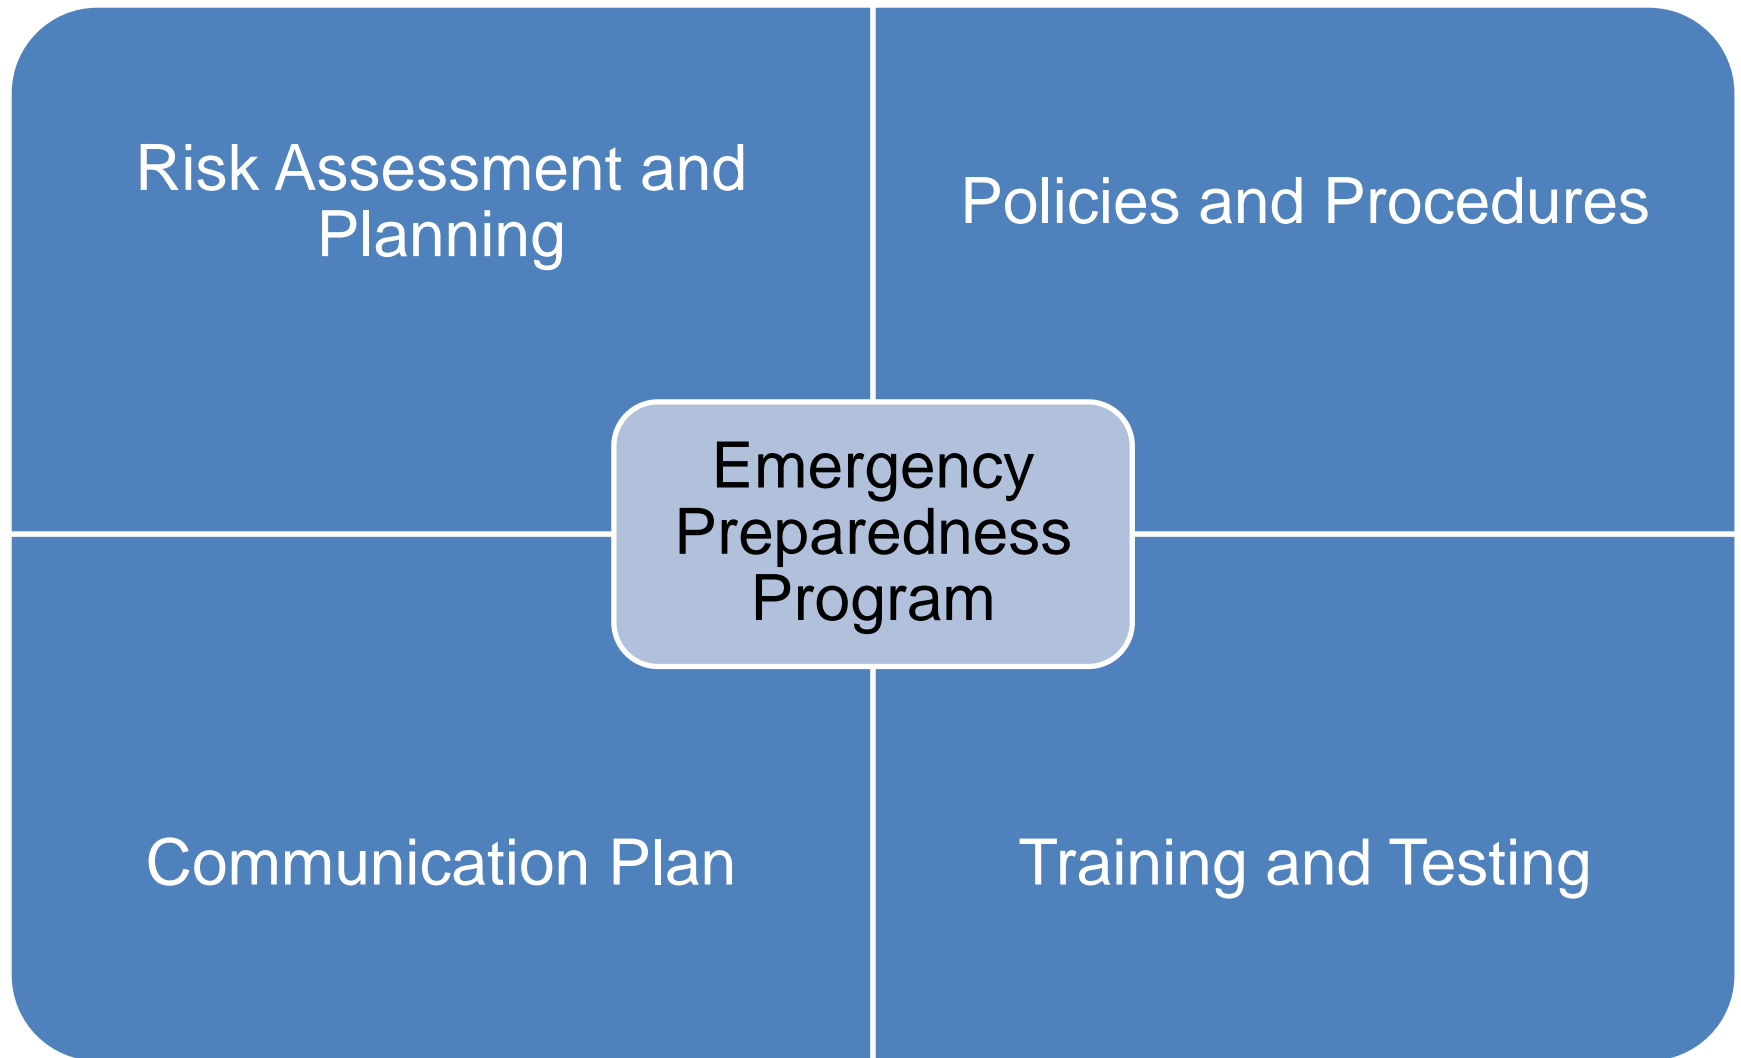 Risk Assessment and
Planning
Policies and Procedures
Emergency
Preparedness
Program
Communication Plan
Training and Testing